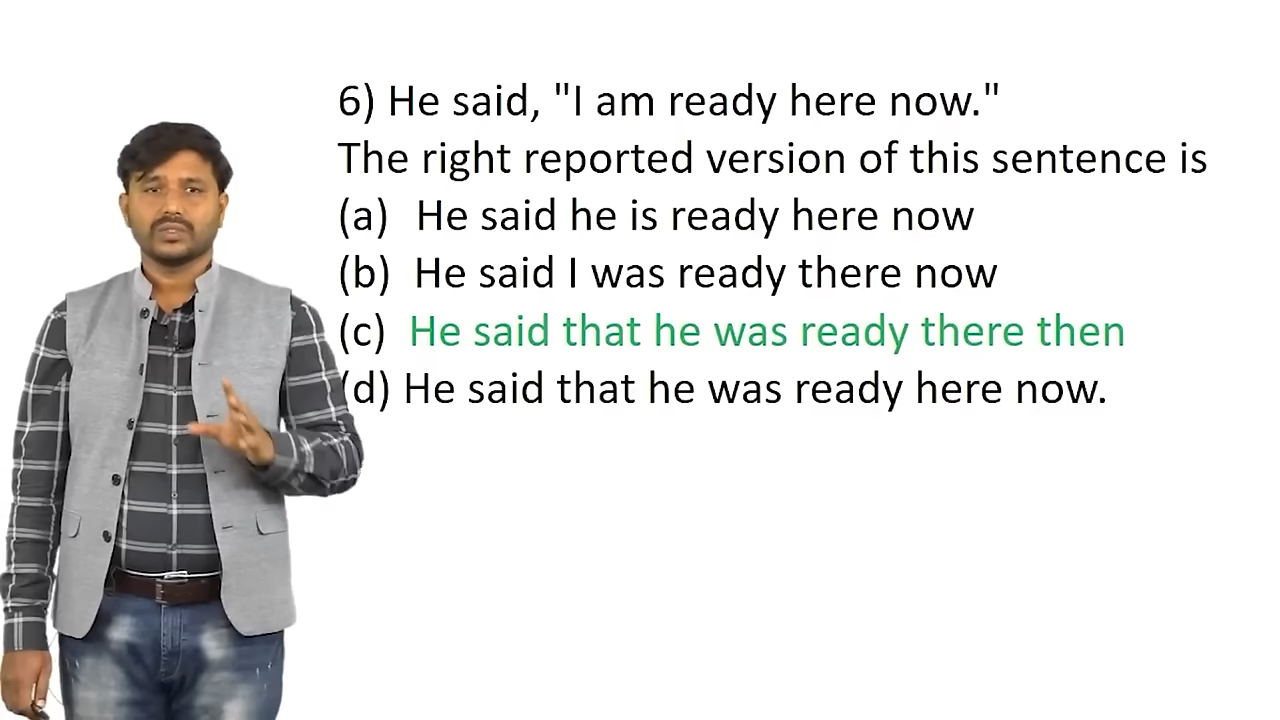 6) He said, "I am ready here now."
The right reported version of this sentence is
(a) He said he is ready here now
(b) He said I was ready there now
(c) He said that he was ready there then
(d) He said that he was ready here now.